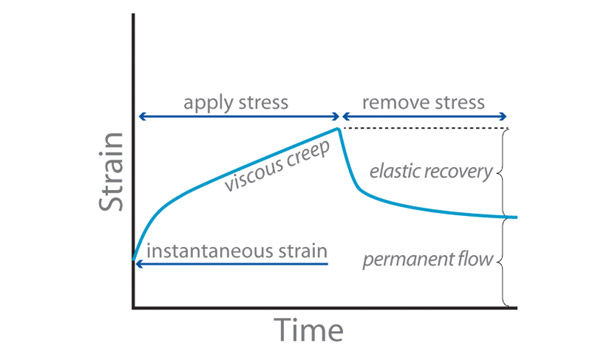 apply stress
remove stress
viscous creep
elastic recovery
instantaneous strain
permanent flow
Strain
Time